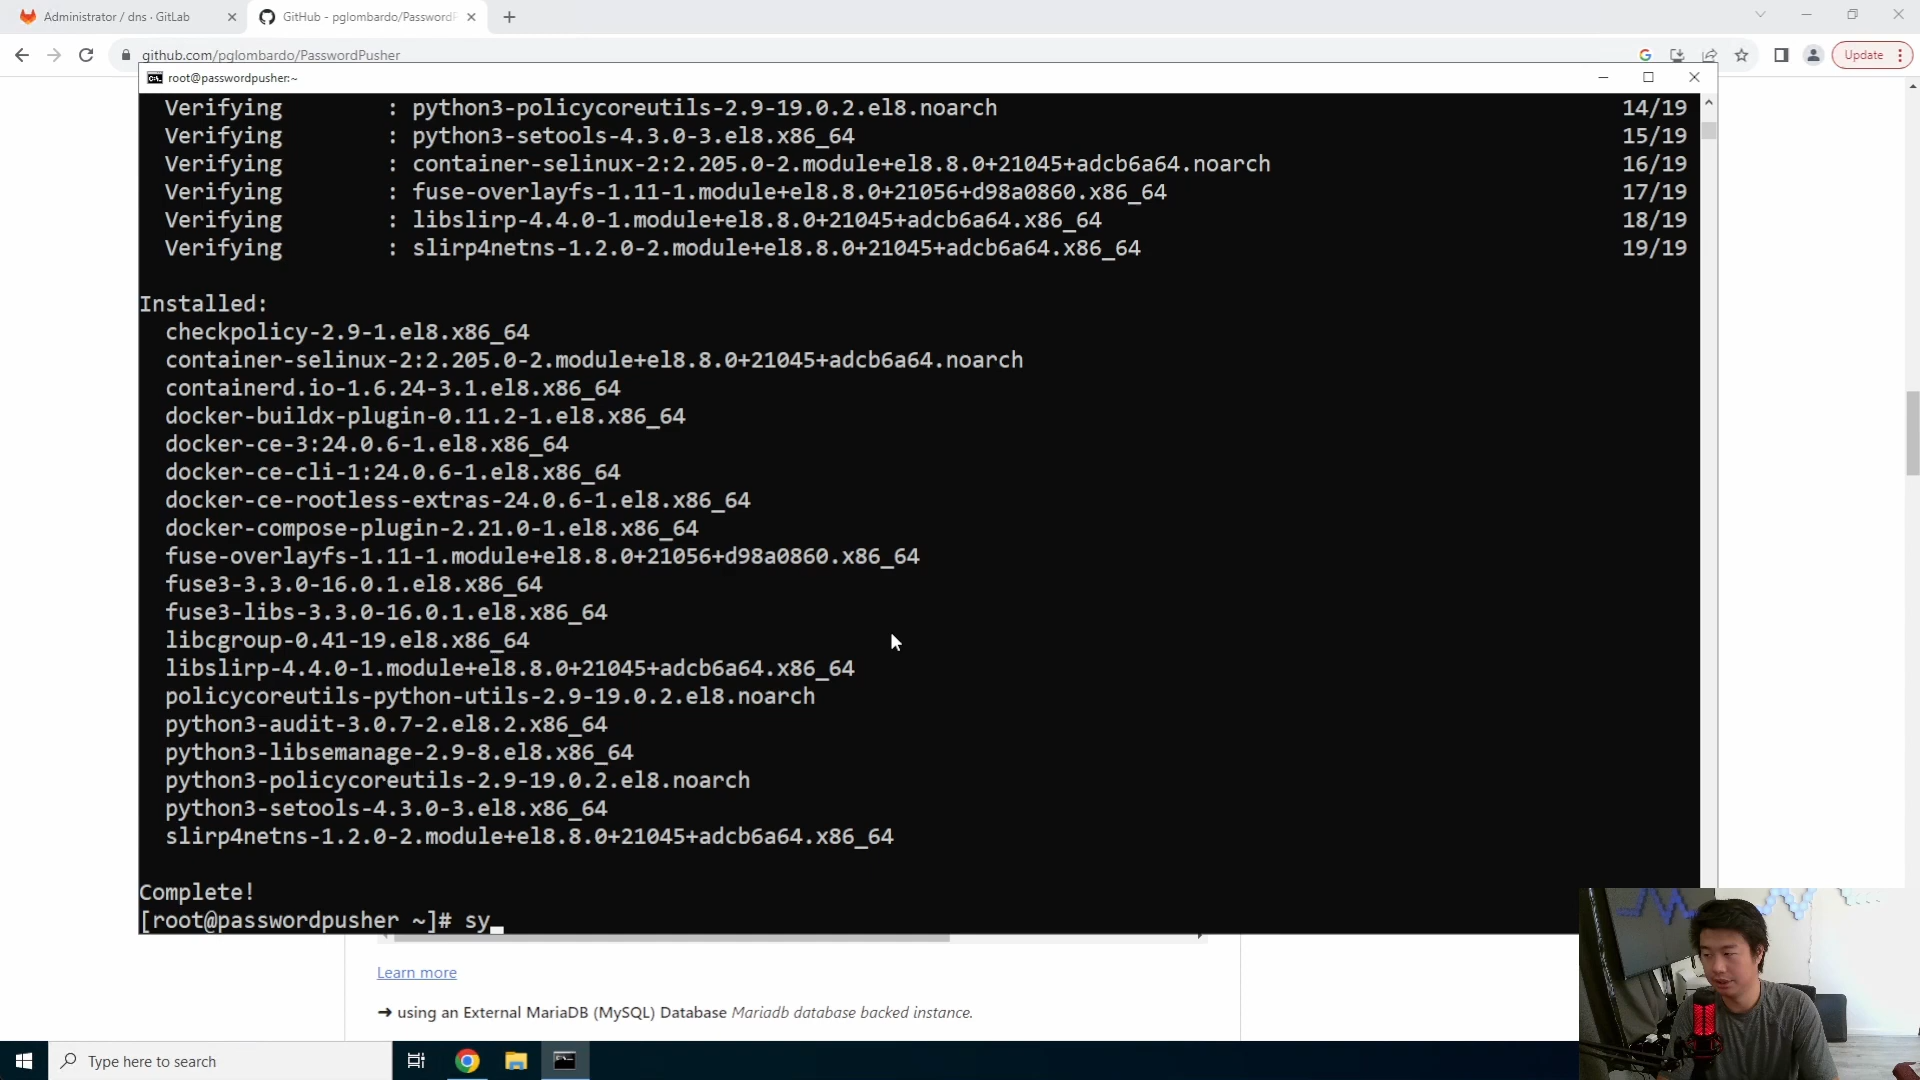 Administrator / dns · GitLab
GitHub - pglombardo/PasswordP
github.com/pglombardo/PasswordPusher
Update
root@passwordpusher:~
Verifying : python3-policycoreutils-2.9-19.0.2.el8.noarch 14/19
Verifying : python3-setools-4.3.0-3.el8.x86_64 15/19
Verifying : container-selinux-2:2.205.0-2.module+el8.8.0+21045+adcb6a64.noarch 16/19
Verifying : fuse-overlayfs-1.11-1.module+el8.8.0+21056+d98a0860.x86_64 17/19
Verifying : libslirp-4.4.0-1.module+el8.8.0+21045+adcb6a64.x86_64 18/19
Verifying : slirp4netns-1.2.0-2.module+el8.8.0+21045+adcb6a64.x86_64 19/19
Installed:
checkpolicy-2.9-1.el8.x86_64
container-selinux-2:2.205.0-2.module+el8.8.0+21045+adcb6a64.noarch
containerd.io-1.6.24-3.1.el8.x86_64
docker-buildx-plugin-0.11.2-1.el8.x86_64
docker-ce-3:24.0.6-1.el8.x86_64
docker-ce-cli-1:24.0.6-1.el8.x86_64
docker-ce-rootless-extras-24.0.6-1.el8.x86_64
docker-compose-plugin-2.21.0-1.el8.x86_64
fuse-overlayfs-1.11-1.module+el8.8.0+21056+d98a0860.x86_64
fuse3-3.3.0-16.0.1.el8.x86_64
fuse3-libs-3.3.0-16.0.1.el8.x86_64
libcgroup-0.41-19.el8.x86_64
libslirp-4.4.0-1.module+el8.8.0+21045+adcb6a64.x86_64
policycoreutils-python-utils-2.9-19.0.2.el8.noarch
python3-audit-3.0.7-2.el8.2.x86_64
python3-libsemanage-2.9-8.el8.x86_64
python3-policycoreutils-2.9-19.0.2.el8.noarch
python3-setools-4.3.0-3.el8.x86_64
slirp4netns-1.2.0-2.module+el8.8.0+21045+adcb6a64.x86_64
Complete!
[root@passwordpusher ~]# sy_
Learn more
➜ using an External MariaDB (MySQL) Database Mariadb database backed instance.
Type here to search